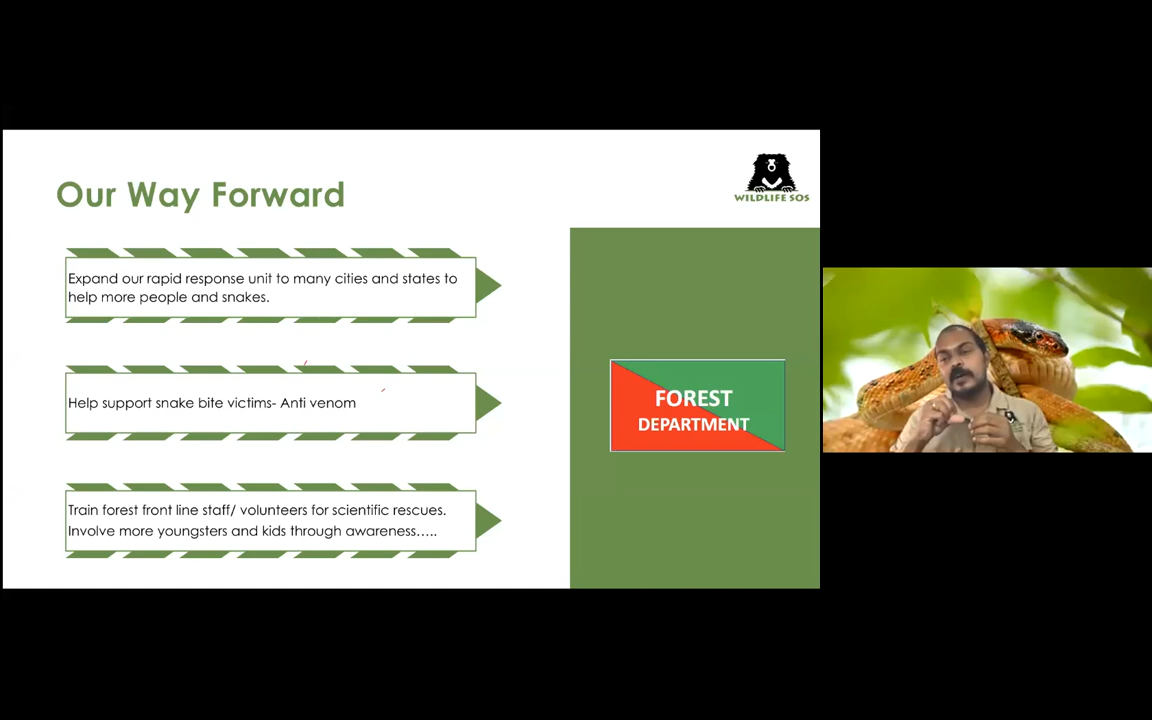 Our Way Forward
WILDLIFE SOS
Expand our rapid response unit to many cities and states to
help more people and snakes.
Help support snake bite victims- Anti venom
Train forest front line staff/ volunteers for scientific rescues.
Involve more youngsters and kids through awareness.....
FOREST
DEPARTMENT